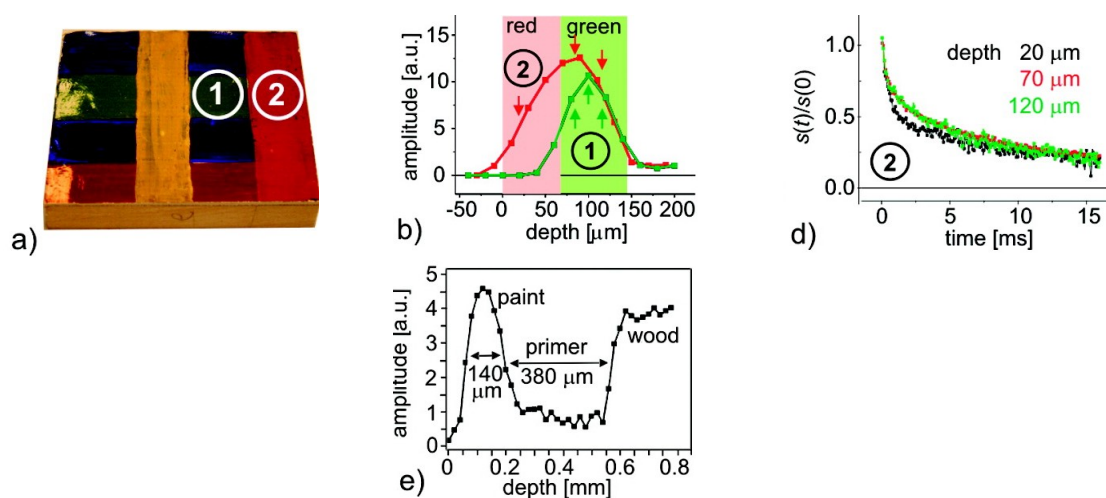 1 2
a)
red green
2
1
amplitude [a.u.]
15
10
5
0
-50 0 50 100 150 200
depth [μm]
b)
depth 20 μm
70 μm
120 μm
s(t)/s(0)
1.0
0.5
0.0
2
0 5 10 15
time [ms]
d)
amplitude [a.u.]
5
4
3
2
1
0
paint
140
μm
primer
380 μm
wood
0 0.2 0.4 0.6 0.8
depth [mm]
e)